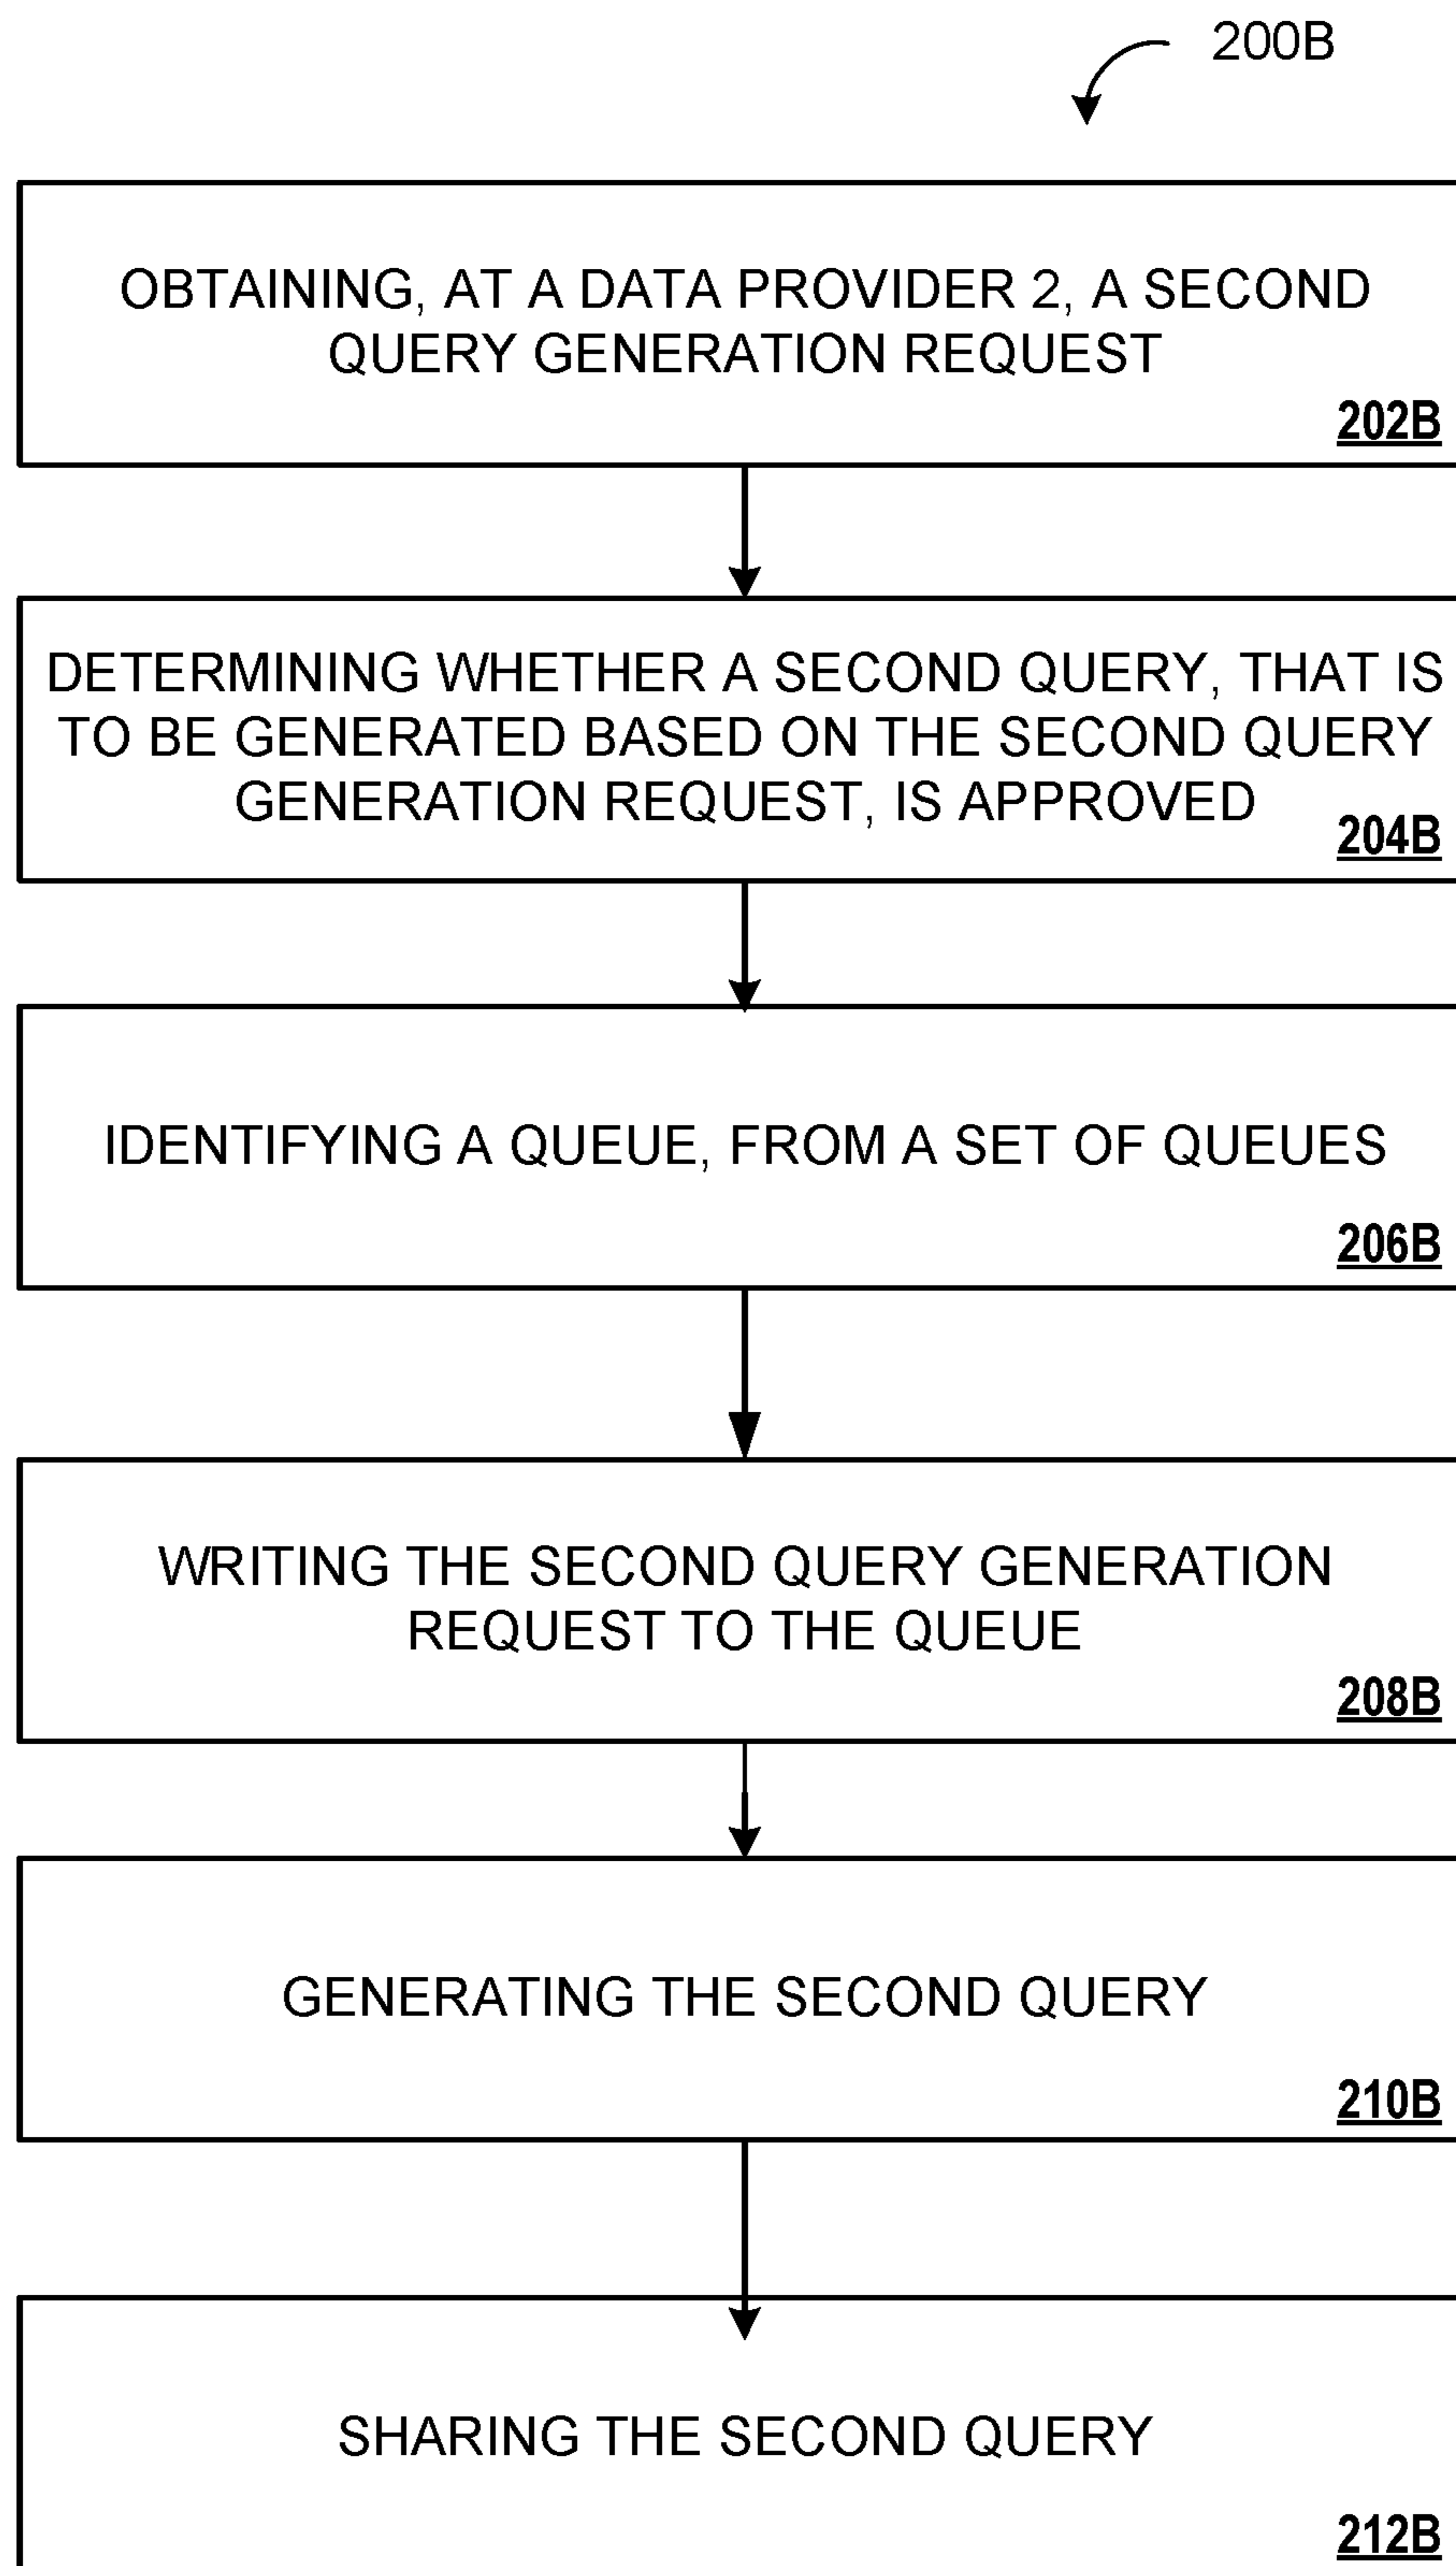 200B
OBTAINING, AT A DATA PROVIDER 2, A SECOND
QUERY GENERATION REQUEST
202B
DETERMINING WHETHER A SECOND QUERY, THAT IS
TO BE GENERATED BASED ON THE SECOND QUERY
GENERATION REQUEST, IS APPROVED
204B
IDENTIFYING A QUEUE, FROM A SET OF QUEUES
206B
WRITING THE SECOND QUERY GENERATION
REQUEST TO THE QUEUE
208B
GENERATING THE SECOND QUERY
210B
SHARING THE SECOND QUERY
212B